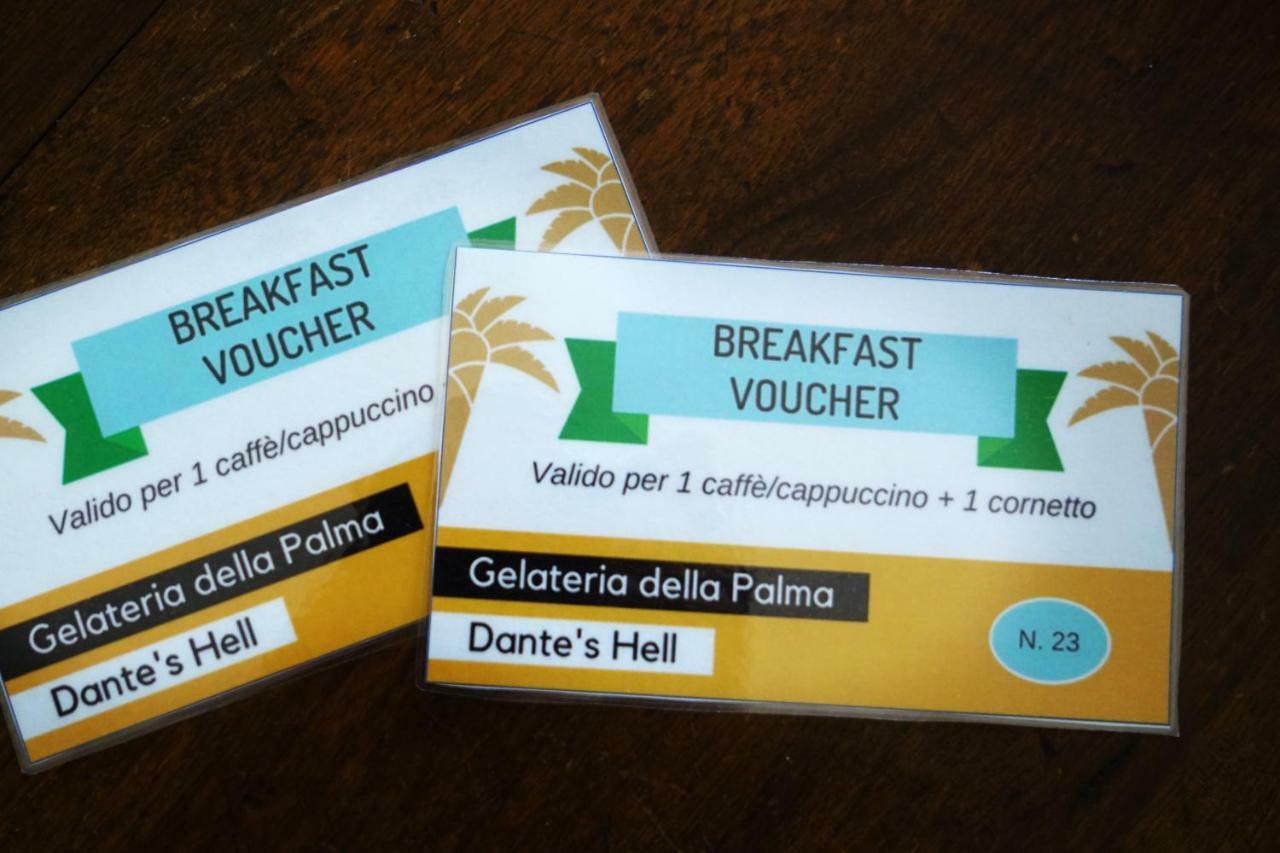 BREAKFAST
VOUCHER
Valido per 1 caffè/cappuccino
Gelateria della Palma
Dante's Hell
BREAKFAST
VOUCHER
Valido per 1 caffè/cappuccino + 1 cornetto
Gelateria della Palma
Dante's Hell
N. 23